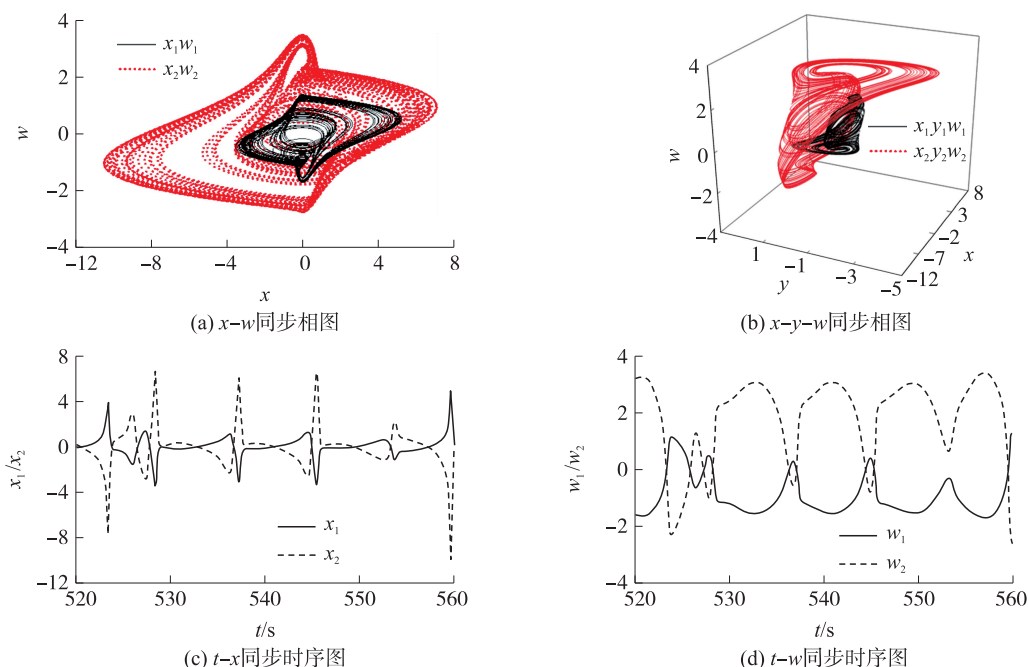 4
2
0
−2
−4
w
x₁w₁
x₂w₂
−12
−8
−4
0
4
8
x
(a) x−w同步相图
4
2
0
−2
−4
w
x₁y₁w₁
x₂y₂w₂
1
−1
−3
−5
y
8
3
−2
−7
−12
x
(b) x−y−w同步相图
8
4
0
−4
−8
−12
x₁/x₂
x₁
x₂
520
530
540
550
560
t/s
(c) t−x同步时序图
4
2
0
−2
−4
w₁/w₂
w₁
w₂
520
530
540
550
560
t/s
(d) t−w同步时序图